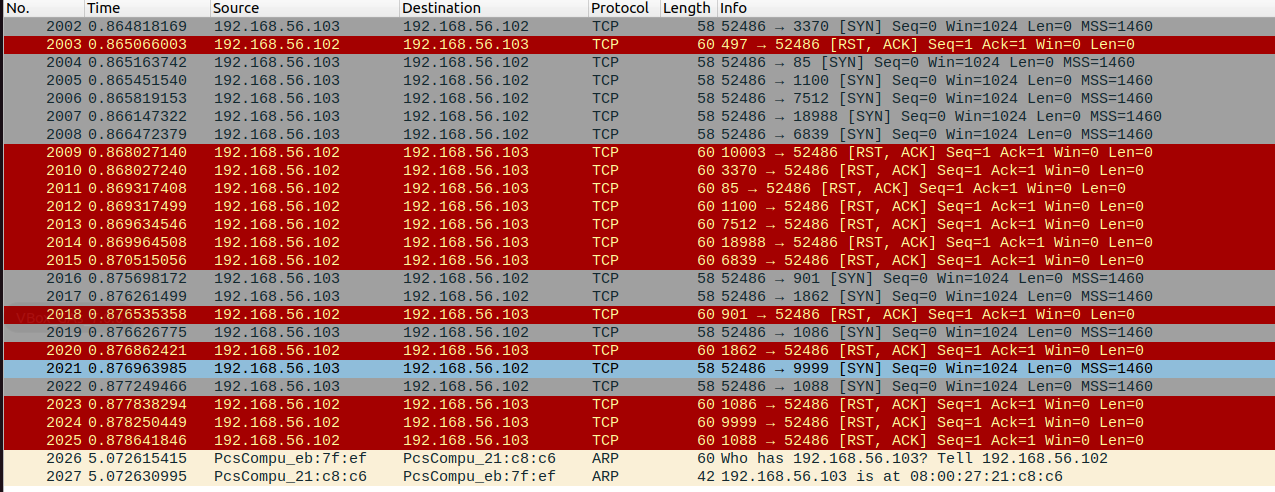 No. Time Source Destination Protocol Length Info
2002 0.864818169 192.168.56.103 192.168.56.102 TCP 58 52486 → 3370 [SYN] Seq=0 Win=1024 Len=0 MSS=1460
2003 0.865066003 192.168.56.102 192.168.56.103 TCP 60 497 → 52486 [RST, ACK] Seq=1 Ack=1 Win=0 Len=0
2004 0.865163742 192.168.56.103 192.168.56.102 TCP 58 52486 → 85 [SYN] Seq=0 Win=1024 Len=0 MSS=1460
2005 0.865451540 192.168.56.103 192.168.56.102 TCP 58 52486 → 1100 [SYN] Seq=0 Win=1024 Len=0 MSS=1460
2006 0.865819153 192.168.56.103 192.168.56.102 TCP 58 52486 → 7512 [SYN] Seq=0 Win=1024 Len=0 MSS=1460
2007 0.866147322 192.168.56.103 192.168.56.102 TCP 58 52486 → 18988 [SYN] Seq=0 Win=1024 Len=0 MSS=1460
2008 0.866472379 192.168.56.103 192.168.56.102 TCP 58 52486 → 6839 [SYN] Seq=0 Win=1024 Len=0 MSS=1460
2009 0.868027140 192.168.56.102 192.168.56.103 TCP 60 10003 → 52486 [RST, ACK] Seq=1 Ack=1 Win=0 Len=0
2010 0.868027240 192.168.56.102 192.168.56.103 TCP 60 3370 → 52486 [RST, ACK] Seq=1 Ack=1 Win=0 Len=0
2011 0.869317408 192.168.56.102 192.168.56.103 TCP 60 85 → 52486 [RST, ACK] Seq=1 Ack=1 Win=0 Len=0
2012 0.869317499 192.168.56.102 192.168.56.103 TCP 60 1100 → 52486 [RST, ACK] Seq=1 Ack=1 Win=0 Len=0
2013 0.869634546 192.168.56.102 192.168.56.103 TCP 60 7512 → 52486 [RST, ACK] Seq=1 Ack=1 Win=0 Len=0
2014 0.869964508 192.168.56.102 192.168.56.103 TCP 60 18988 → 52486 [RST, ACK] Seq=1 Ack=1 Win=0 Len=0
2015 0.870515056 192.168.56.102 192.168.56.103 TCP 60 6839 → 52486 [RST, ACK] Seq=1 Ack=1 Win=0 Len=0
2016 0.875698172 192.168.56.103 192.168.56.102 TCP 58 52486 → 901 [SYN] Seq=0 Win=1024 Len=0 MSS=1460
2017 0.876261499 192.168.56.103 192.168.56.102 TCP 58 52486 → 1862 [SYN] Seq=0 Win=1024 Len=0 MSS=1460
2018 0.876535358 192.168.56.102 192.168.56.103 TCP 60 901 → 52486 [RST, ACK] Seq=1 Ack=1 Win=0 Len=0
2019 0.876626775 192.168.56.103 192.168.56.102 TCP 58 52486 → 1086 [SYN] Seq=0 Win=1024 Len=0 MSS=1460
2020 0.876862421 192.168.56.102 192.168.56.103 TCP 60 1862 → 52486 [RST, ACK] Seq=1 Ack=1 Win=0 Len=0
2021 0.876963985 192.168.56.103 192.168.56.102 TCP 58 52486 → 9999 [SYN] Seq=0 Win=1024 Len=0 MSS=1460
2022 0.877249466 192.168.56.103 192.168.56.102 TCP 58 52486 → 1088 [SYN] Seq=0 Win=1024 Len=0 MSS=1460
2023 0.877838294 192.168.56.102 192.168.56.103 TCP 60 1086 → 52486 [RST, ACK] Seq=1 Ack=1 Win=0 Len=0
2024 0.878250449 192.168.56.102 192.168.56.103 TCP 60 9999 → 52486 [RST, ACK] Seq=1 Ack=1 Win=0 Len=0
2025 0.878641846 192.168.56.102 192.168.56.103 TCP 60 1088 → 52486 [RST, ACK] Seq=1 Ack=1 Win=0 Len=0
2026 5.072615415 PcsCompu_eb:7f:ef PcsCompu_21:c8:c6 ARP 60 Who has 192.168.56.103? Tell 192.168.56.102
2027 5.072630995 PcsCompu_21:c8:c6 PcsCompu_eb:7f:ef ARP 42 192.168.56.103 is at 08:00:27:21:c8:c6